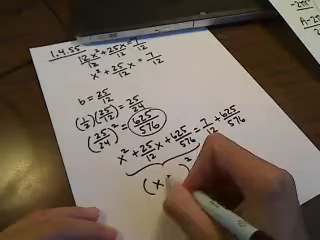 1.4.55
12x²/12 + 25x/12 = 7/12
x² + 25/12 x = 7/12
b = 25/12
(1/2)(25/12) = 25/24
(25/24)² = 625/576
x² + 25/12 x + 625/576 = 7/12 + 625/576
(x )²